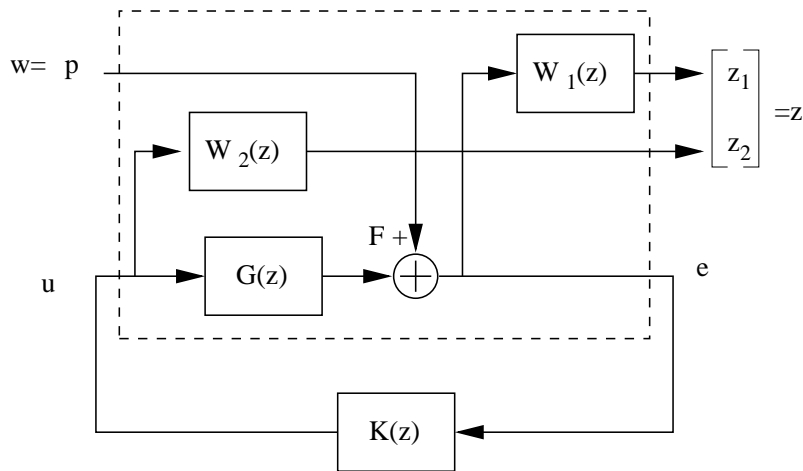 w= p
W 1(z)
z1
=z
z2
W 2(z)
F +
G(z)
u
e
K(z)